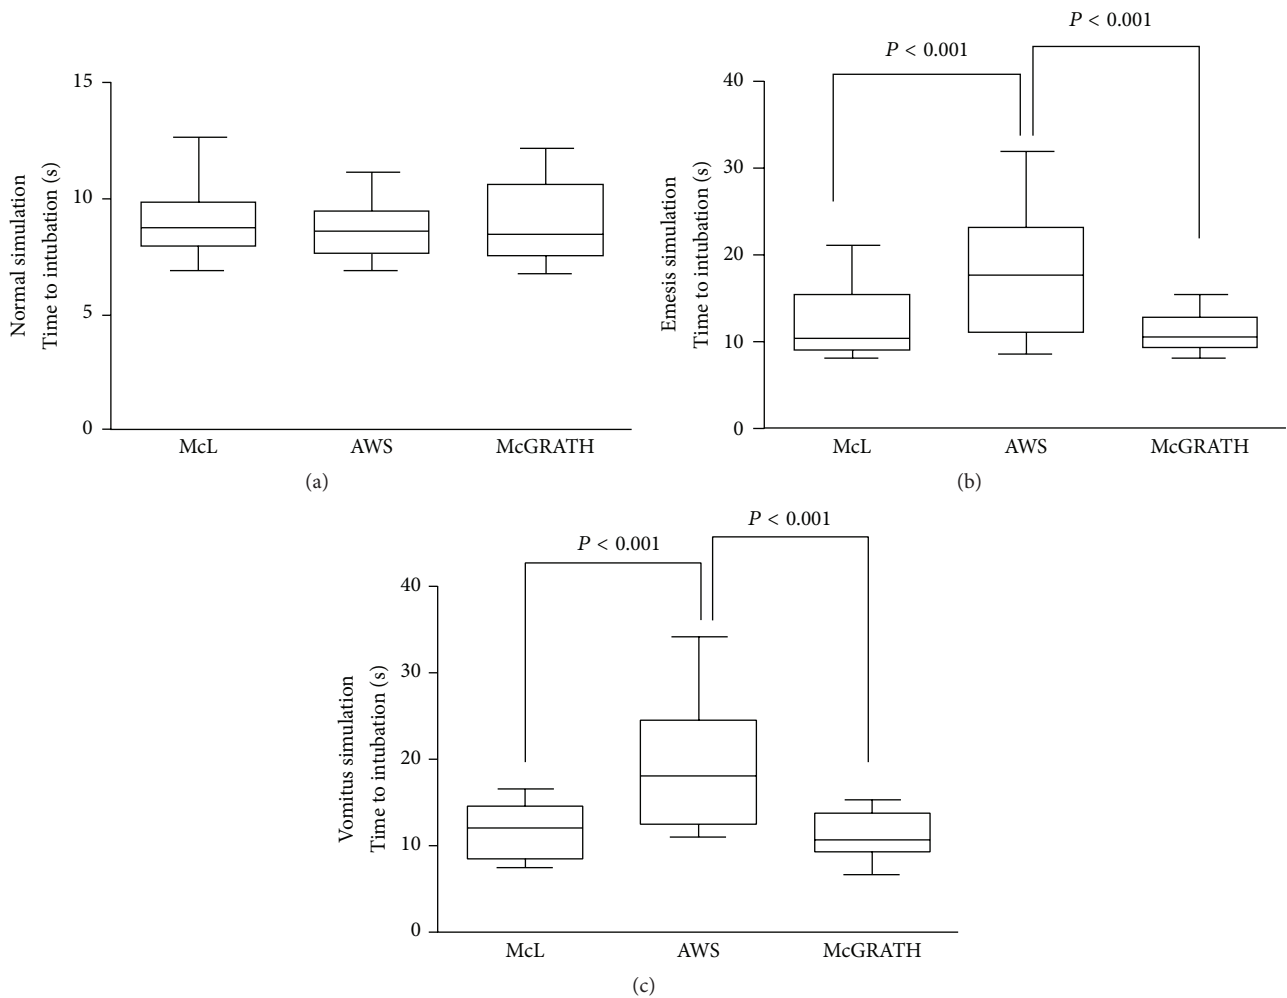 Normal simulation
Time to intubation (s)
15
10
5
0
McL AWS McGRATH
(a)
P < 0.001
P < 0.001
Emesis simulation
Time to intubation (s)
40
30
20
10
0
McL AWS McGRATH
(b)
P < 0.001
P < 0.001
Vomitus simulation
Time to intubation (s)
40
30
20
10
0
McL AWS McGRATH
(c)